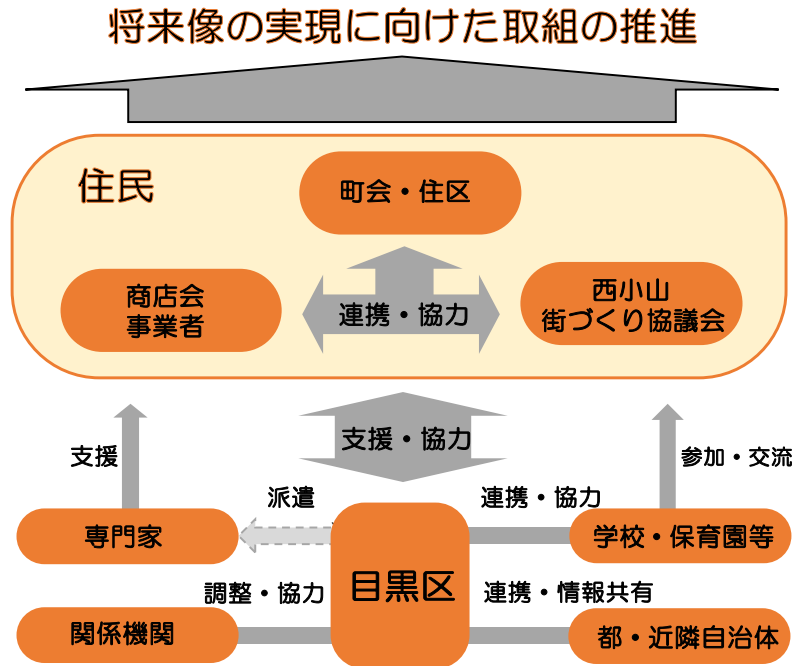 将来像の実現に向けた取組の推進
住民
町会・住区
商店会
事業者
西小山
街づくり協議会
連携・協力
支援
支援・協力
参加・交流
派遣
連携・協力
専門家
学校・保育園等
目黒区
調整・協力
連携・情報共有
関係機関
都・近隣自治体